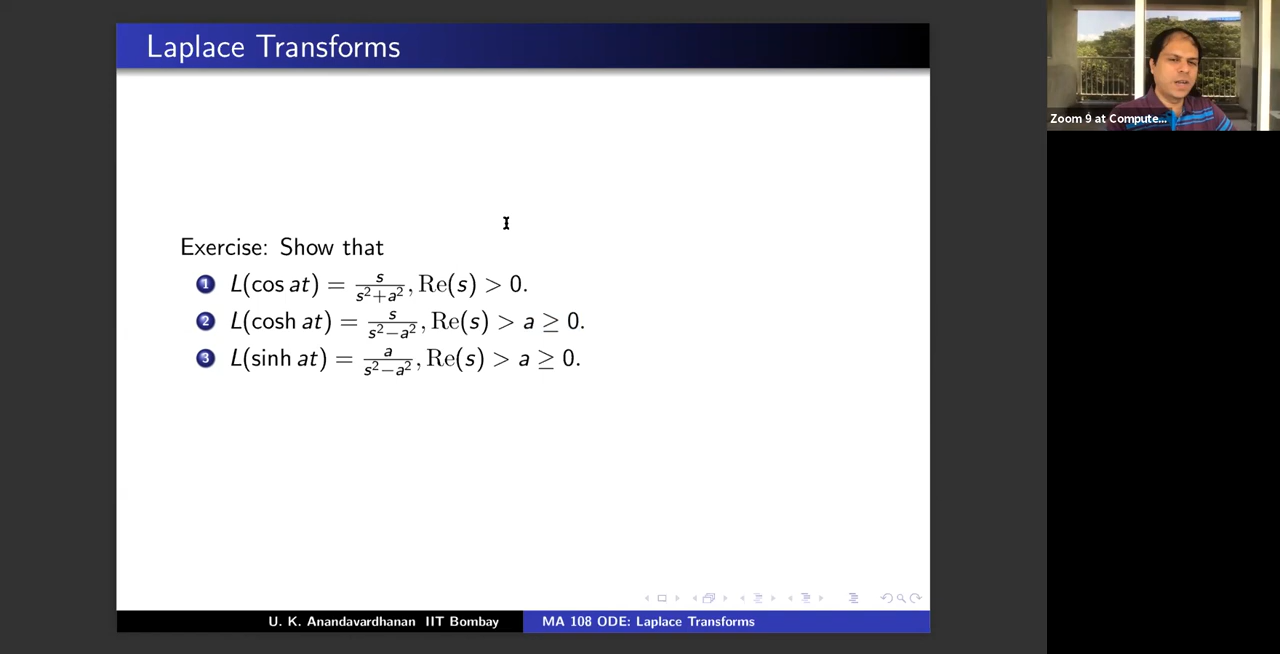 Laplace Transforms
Zoom 9 at Compute...
Exercise: Show that
1 L(cos at) = s/(s²+a²), Re(s) > 0.
2 L(cosh at) = s/(s²−a²), Re(s) > a ≥ 0.
3 L(sinh at) = a/(s²−a²), Re(s) > a ≥ 0.
U. K. Anandavardhanan IIT Bombay
MA 108 ODE: Laplace Transforms